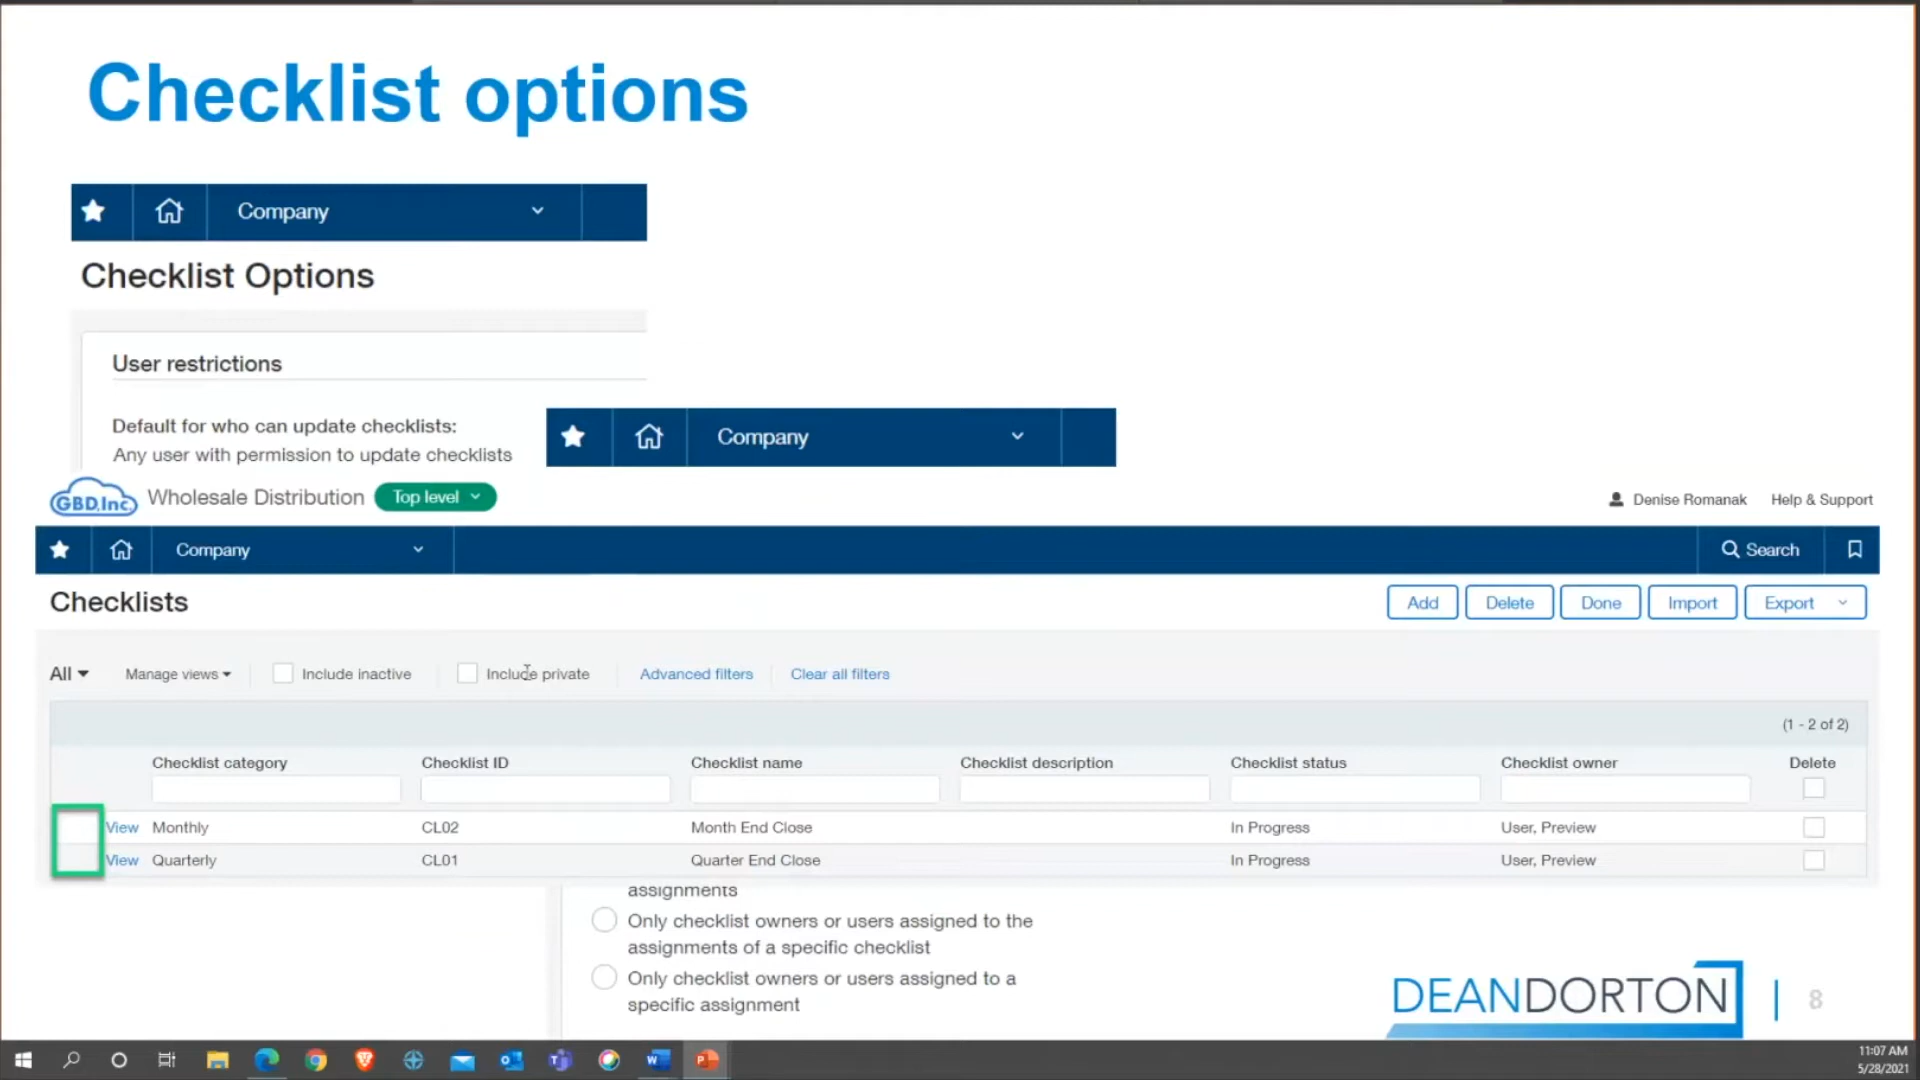 Checklist options
Company
Checklist Options
User restrictions
Default for who can update checklists:
Any user with permission to update checklists
Company
GBD,Inc. Wholesale Distribution Top level
Denise Romanak Help & Support
Company
Search
Checklists
Add Delete Done Import Export
All Manage views Include inactive Include private Advanced filters Clear all filters
(1 - 2 of 2)
Checklist category Checklist ID Checklist name Checklist description Checklist status Checklist owner Delete
View Monthly CL02 Month End Close In Progress User, Preview
View Quarterly CL01 Quarter End Close In Progress User, Preview
assignments
Only checklist owners or users assigned to the
assignments of a specific checklist
Only checklist owners or users assigned to a
specific assignment
DEANDORTON
8
11:07 AM
5/28/2021